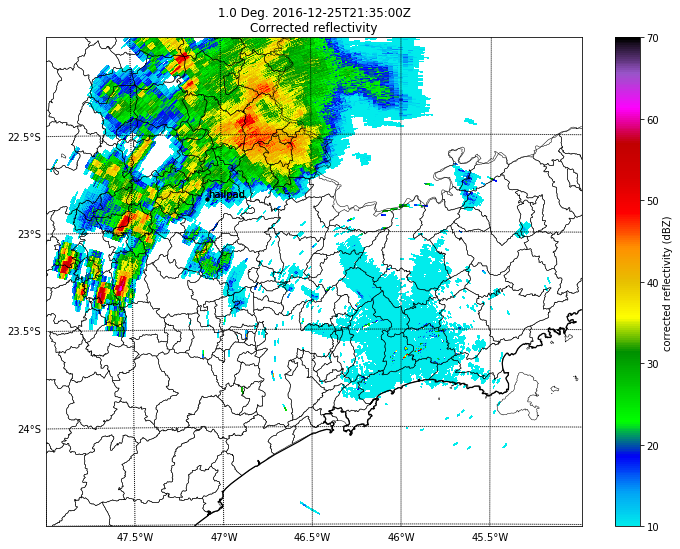 1.0 Deg. 2016-12-25T21:35:00Z
Corrected reflectivity
70
60
50
40
30
20
10
corrected reflectivity (dBZ)
22.5°S
23°S
23.5°S
24°S
47.5°W
47°W
46.5°W
46°W
45.5°W